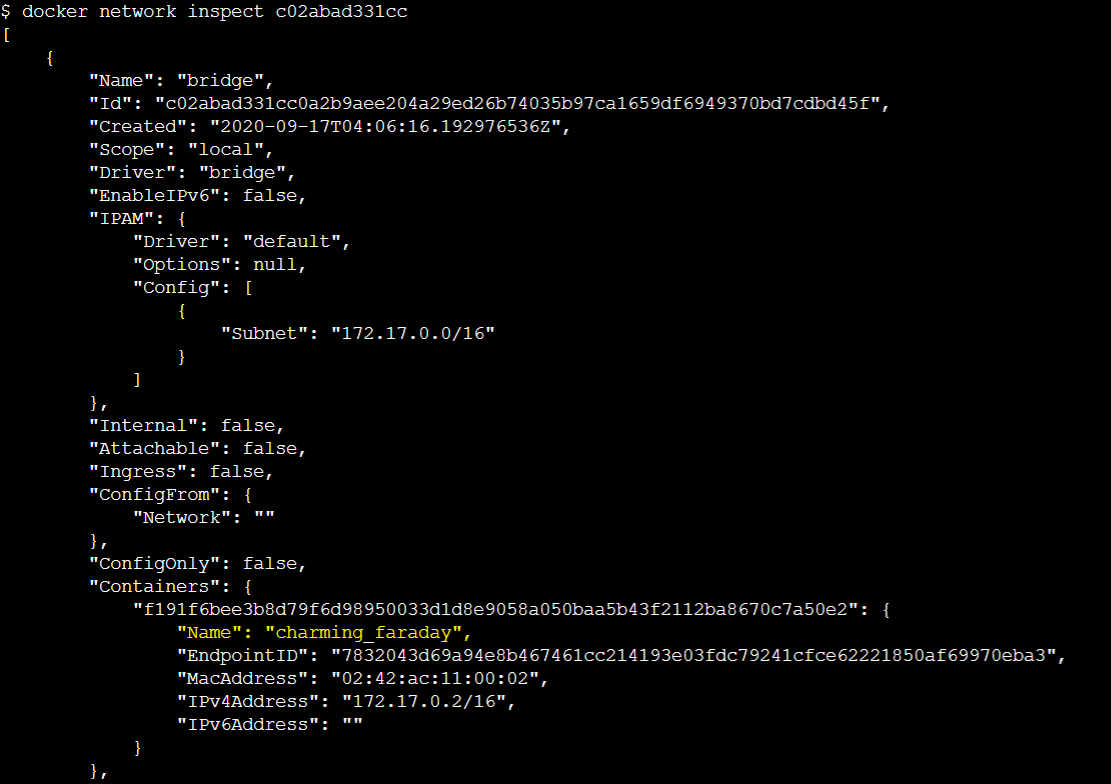 $ docker network inspect c02abad331cc
[
    {
        "Name": "bridge",
        "Id": "c02abad331cc0a2b9aee204a29ed26b74035b97ca1659df6949370bd7cdbd45f",
        "Created": "2020-09-17T04:06:16.192976536Z",
        "Scope": "local",
        "Driver": "bridge",
        "EnableIPv6": false,
        "IPAM": {
            "Driver": "default",
            "Options": null,
            "Config": [
                {
                    "Subnet": "172.17.0.0/16"
                }
            ]
        },
        "Internal": false,
        "Attachable": false,
        "Ingress": false,
        "ConfigFrom": {
            "Network": ""
        },
        "ConfigOnly": false,
        "Containers": {
            "f191f6bee3b8d79f6d98950033d1d8e9058a050baa5b43f2112ba8670c7a50e2": {
                "Name": "charming_faraday",
                "EndpointID": "7832043d69a94e8b467461cc214193e03fdc79241cfce62221850af69970eba3",
                "MacAddress": "02:42:ac:11:00:02",
                "IPv4Address": "172.17.0.2/16",
                "IPv6Address": ""
            }
        },